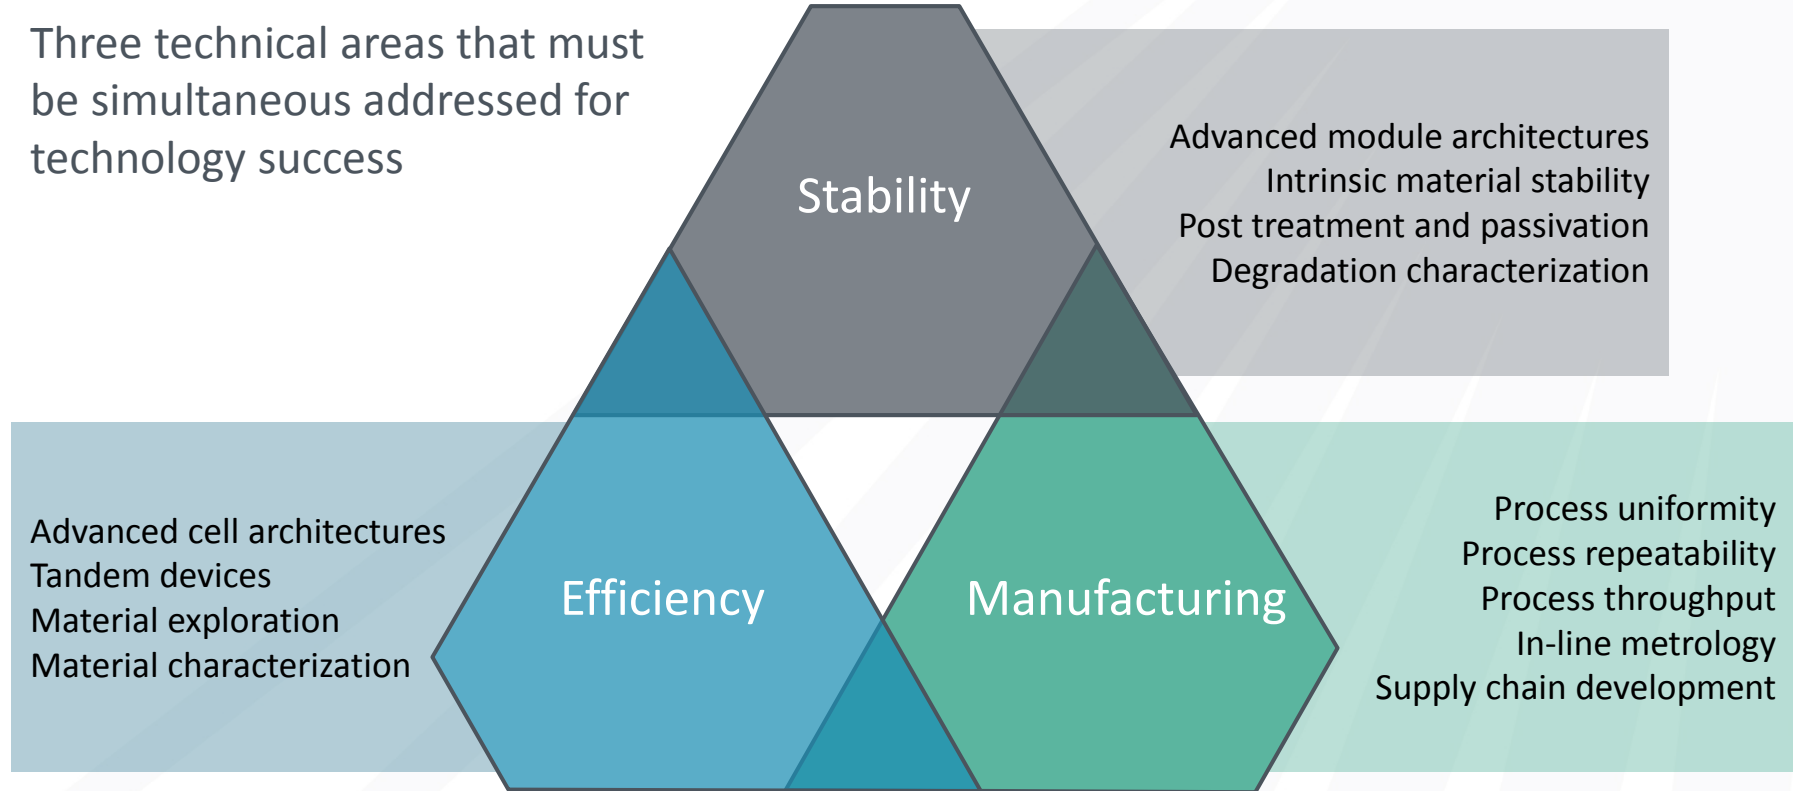 Three technical areas that must
be simultaneous addressed for
technology success
Stability
Advanced module architectures
Intrinsic material stability
Post treatment and passivation
Degradation characterization
Advanced cell architectures
Tandem devices
Material exploration
Material characterization
Efficiency
Manufacturing
Process uniformity
Process repeatability
Process throughput
In-line metrology
Supply chain development